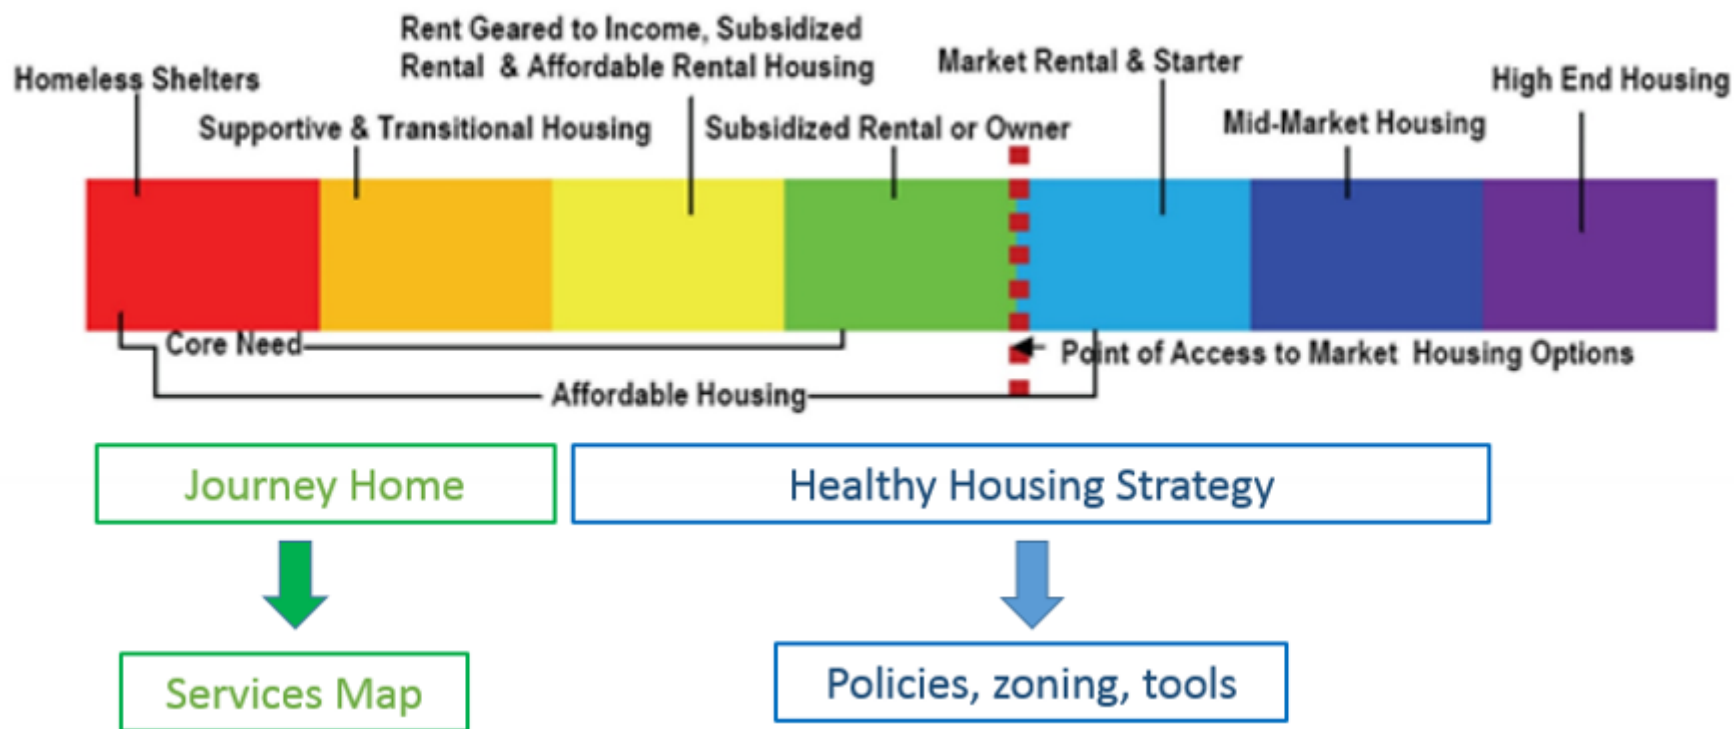 Rent Geared to Income, Subsidized
Rental & Affordable Rental Housing
Homeless Shelters
Market Rental & Starter
High End Housing
Supportive & Transitional Housing
Subsidized Rental or Owner
Mid-Market Housing
Core Need
Point of Access to Market Housing Options
Affordable Housing
Journey Home
Healthy Housing Strategy
Services Map
Policies, zoning, tools